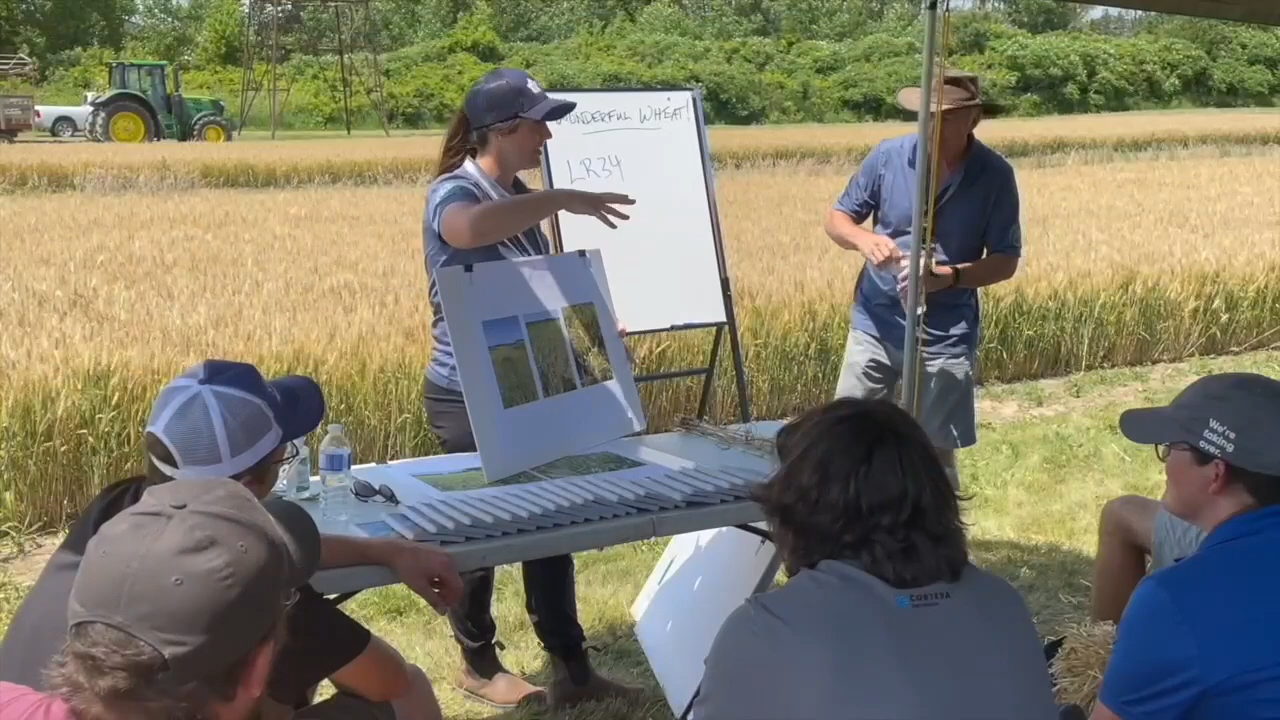 WONDERFUL WHEAT!
LR34
We're
taking
over.
CORTEVA